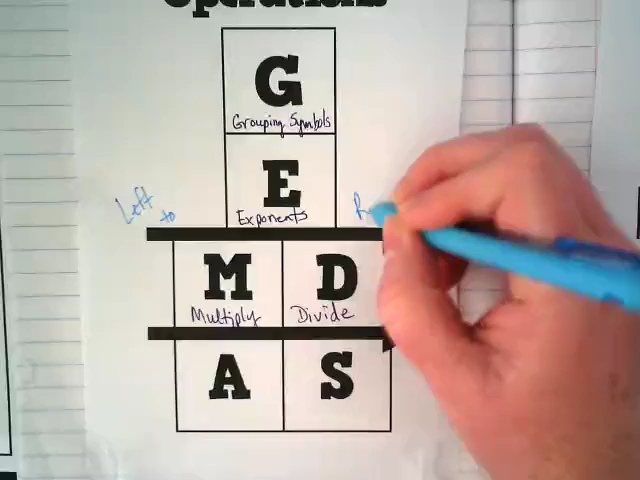 Operations
G
Grouping Symbols
E
Exponents
Left to
M D
Multiply Divide
A S